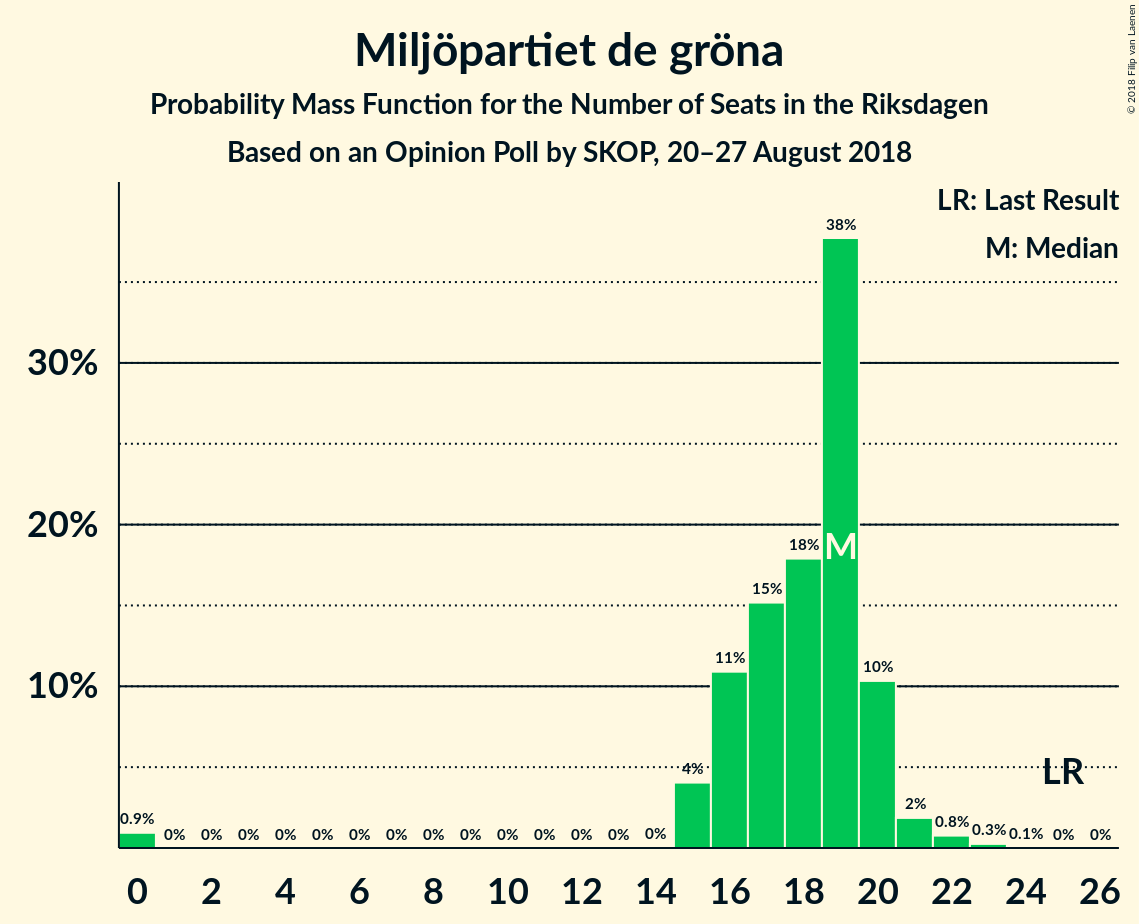 Miljöpartiet de gröna
Probability Mass Function for the Number of Seats in the Riksdagen
Based on an Opinion Poll by SKOP, 20–27 August 2018
© 2018 Filip van Laenen
LR: Last Result
M: Median
30%
20%
10%
0.9% 0% 0% 0% 0% 0% 0% 0% 0% 0% 0% 0% 0% 0% 0% 4% 11% 15% 18% 38% 10% 2% 0.8% 0.3% 0.1% 0% 0%
M
LR
0 2 4 6 8 10 12 14 16 18 20 22 24 26